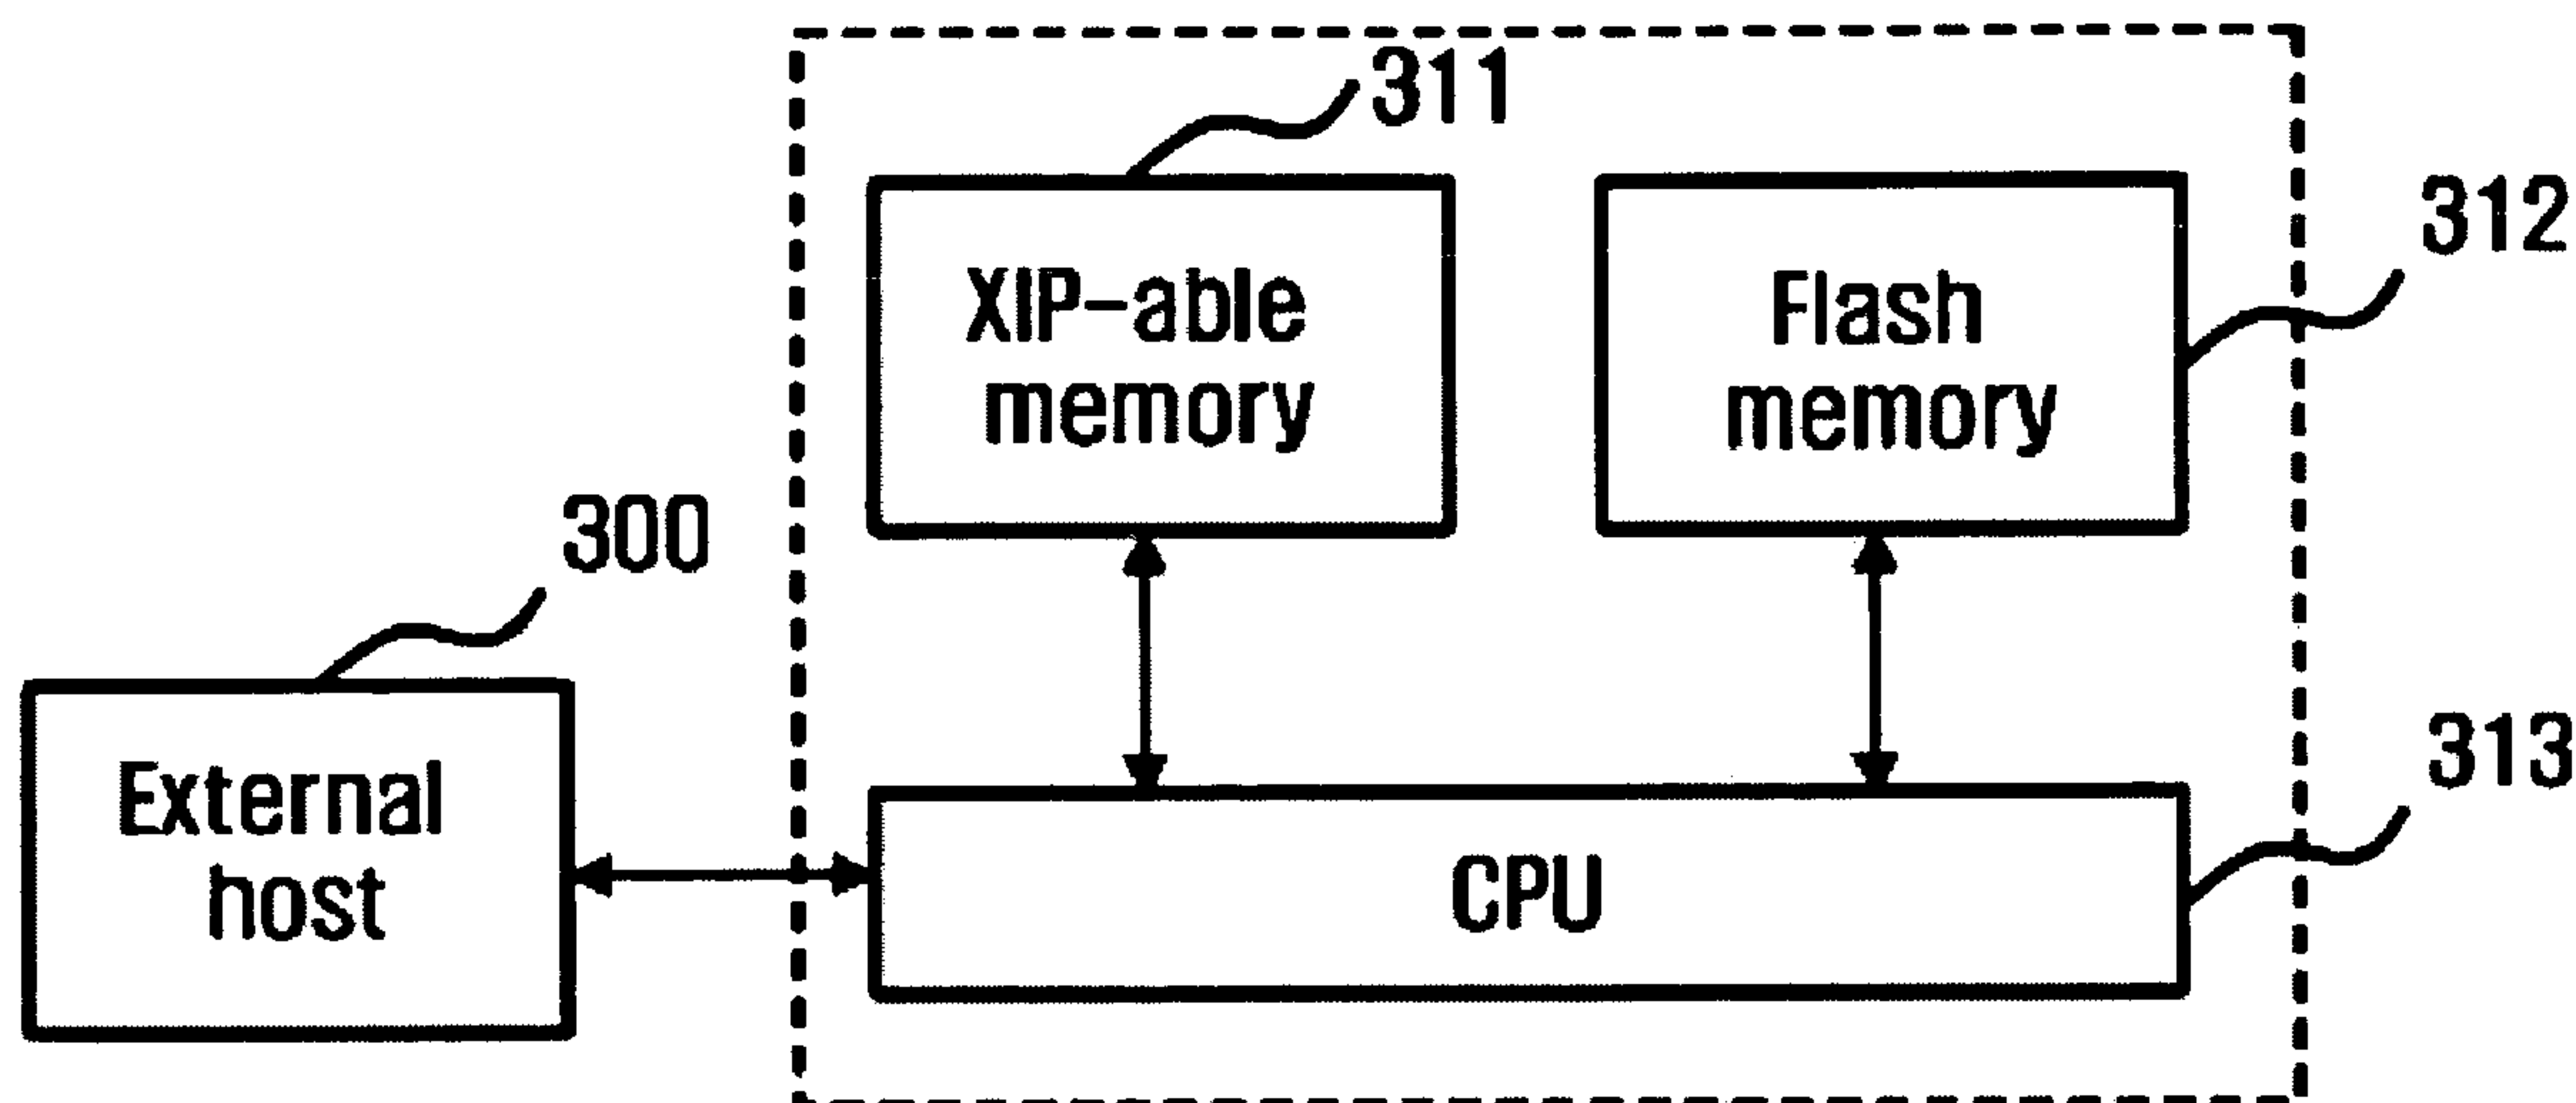 311
XIP-able
memory
Flash
memory
312
300
External
host
CPU
313